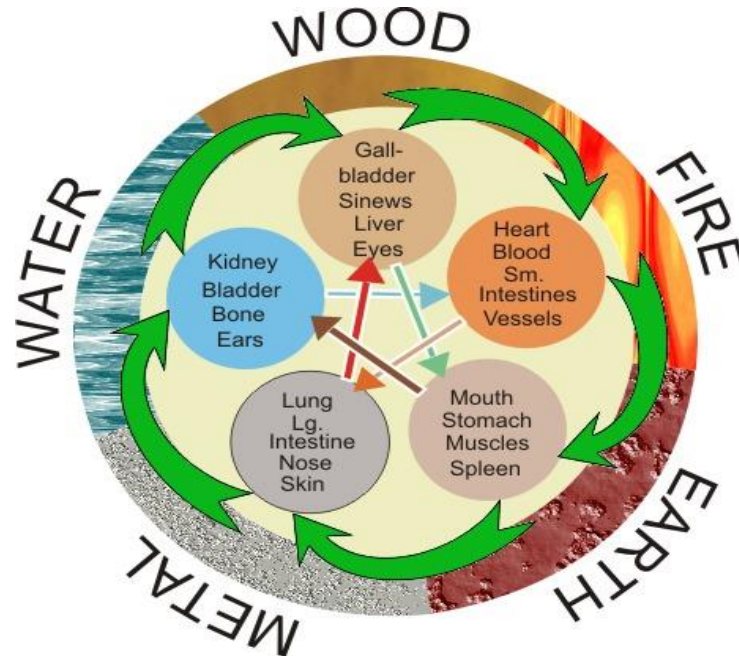 WOOD
FIRE
EARTH
METAL
WATER
Gall-
bladder
Sinews
Liver
Eyes
Heart
Blood
Sm.
Intestines
Vessels
Mouth
Stomach
Muscles
Spleen
Lung
Lg.
Intestine
Nose
Skin
Kidney
Bladder
Bone
Ears